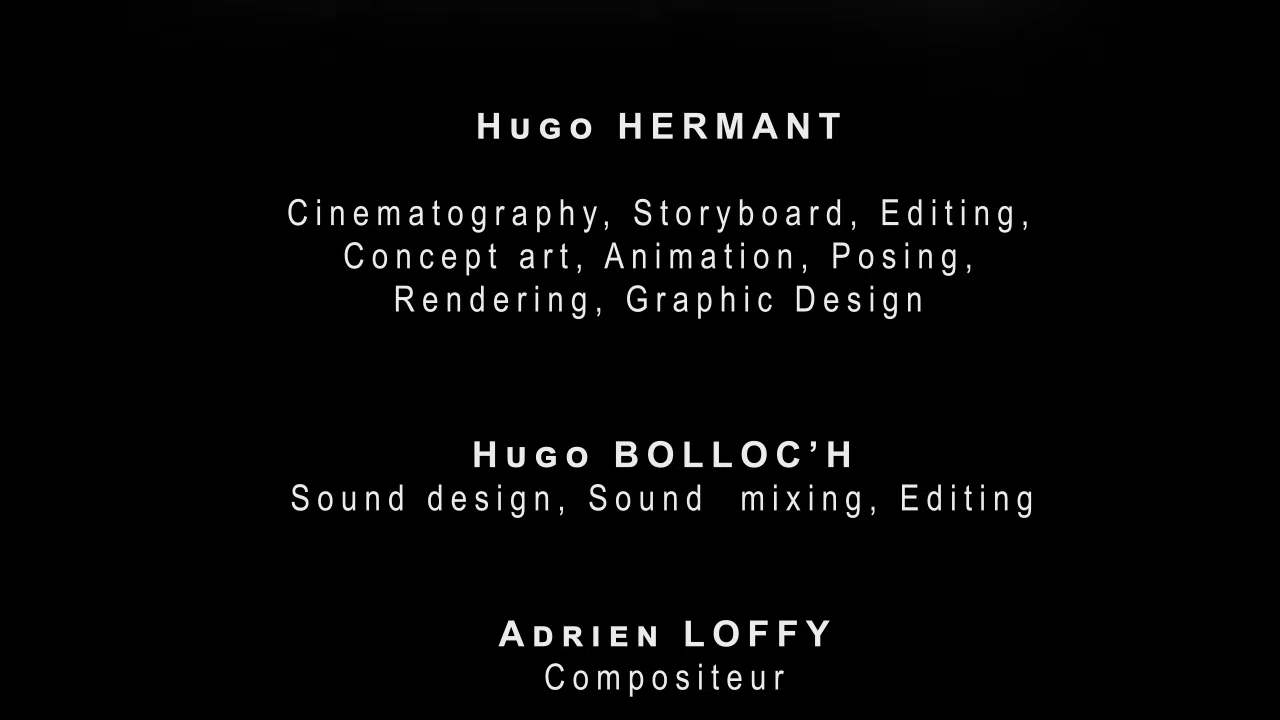 Hugo HERMANT
Cinematography, Storyboard, Editing,
Concept art, Animation, Posing,
Rendering, Graphic Design
Hugo BOLLOC’H
Sound design, Sound  mixing, Editing
Adrien LOFFY
Compositeur